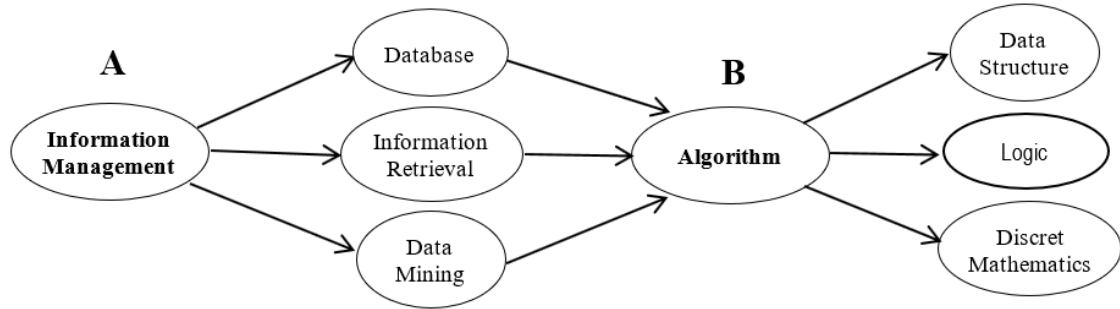 A
Information
Management
Database
Information
Retrieval
Data
Mining
B
Algorithm
Data
Structure
Logic
Discret
Mathematics